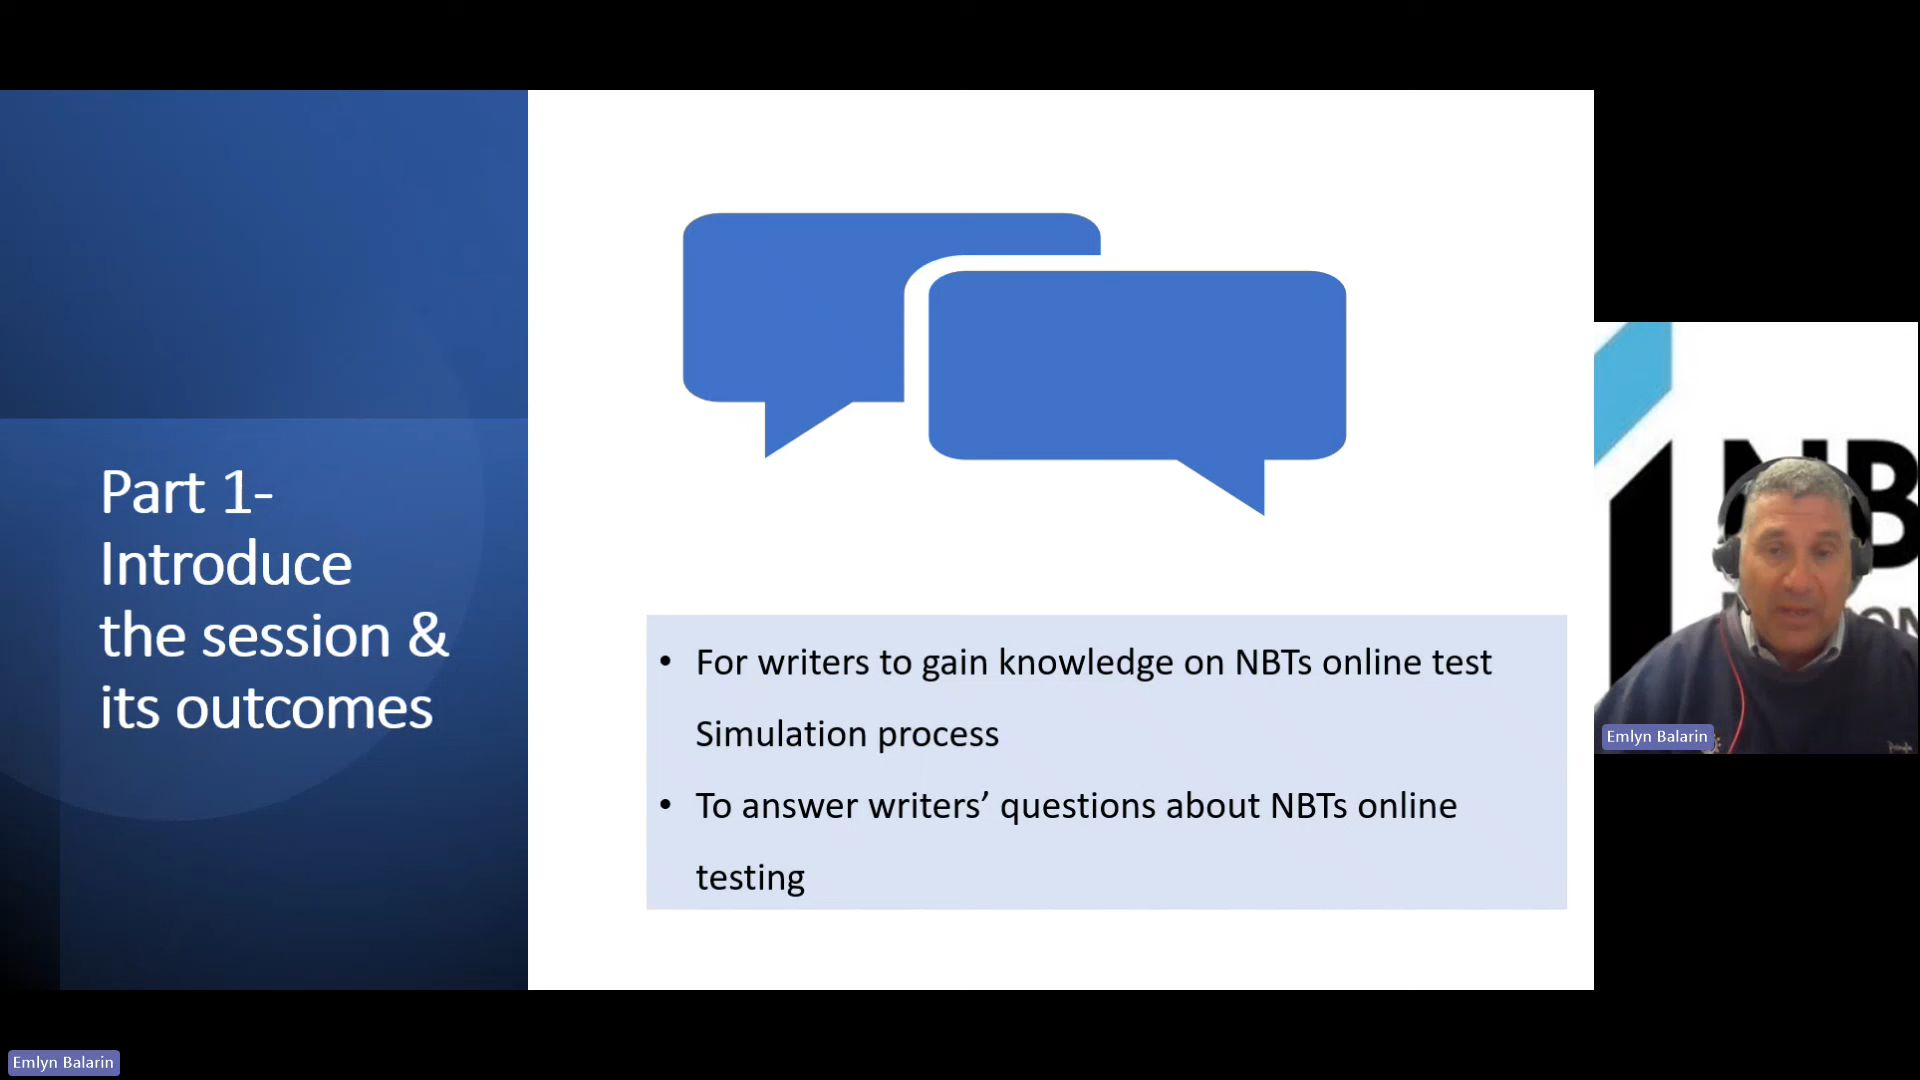 Part 1-
Introduce
the session &
its outcomes
• For writers to gain knowledge on NBTs online test
Simulation process
• To answer writers’ questions about NBTs online
testing
NB
Emlyn Balarin
Emlyn Balarin